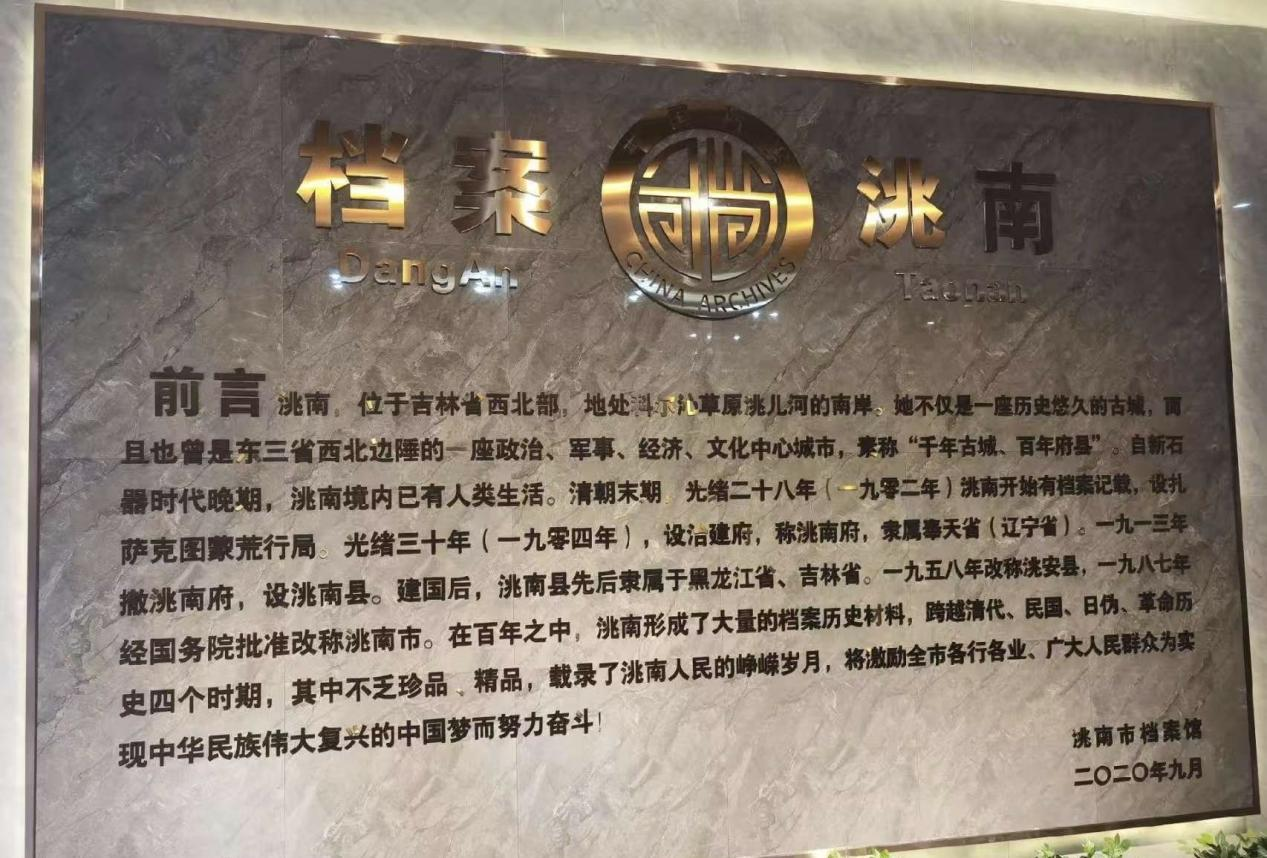 档案 洮南
DangAn Taonan
中国档案
CHINA ARCHIVES
前言 洮南，位于吉林省西北部，地处科尔沁草原洮儿河的南岸。她不仅是一座历史悠久的古城，而
且也曾是东三省西北边陲的一座政治、军事、经济、文化中心城市，素称“千年古城、百年府县”。自新石
器时代晚期，洮南境内已有人类生活。清朝末期，光绪二十八年（一九零二年）洮南开始有档案记载，设扎
萨克图蒙荒行局。光绪三十年（一九零四年），设治建府，称洮南府，隶属奉天省（辽宁省）。一九一三年
撤洮南府，设洮南县。建国后，洮南县先后隶属于黑龙江省、吉林省。一九五八年改称洮安县，一九八七年
经国务院批准改称洮南市。在百年之中，洮南形成了大量的档案历史材料，跨越清代、民国、日伪、革命历
史四个时期，其中不乏珍品、精品，载录了洮南人民的峥嵘岁月，将激励全市各行各业、广大人民群众为实
现中华民族伟大复兴的中国梦而努力奋斗！
洮南市档案馆
二〇二〇年九月